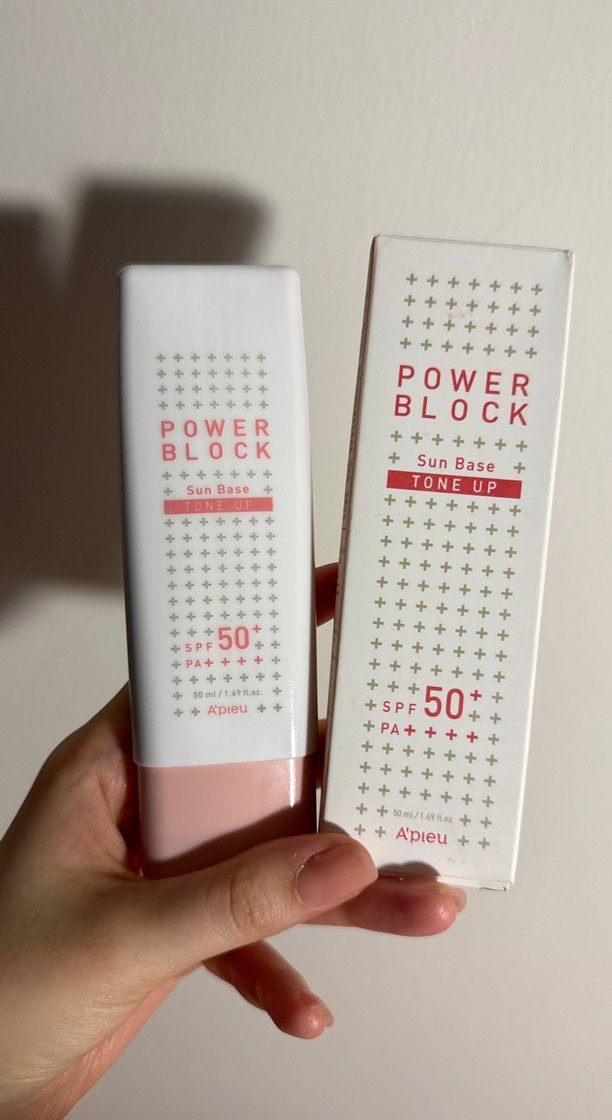 POWER
BLOCK
Sun Base
TONE UP
SPF 50+
PA++++
50 ml / 1.69 fl.oz.
A'pieu
POWER
BLOCK
Sun Base
TONE UP
SPF 50+
PA++++
50 ml / 1.69 fl.oz.
A'pieu